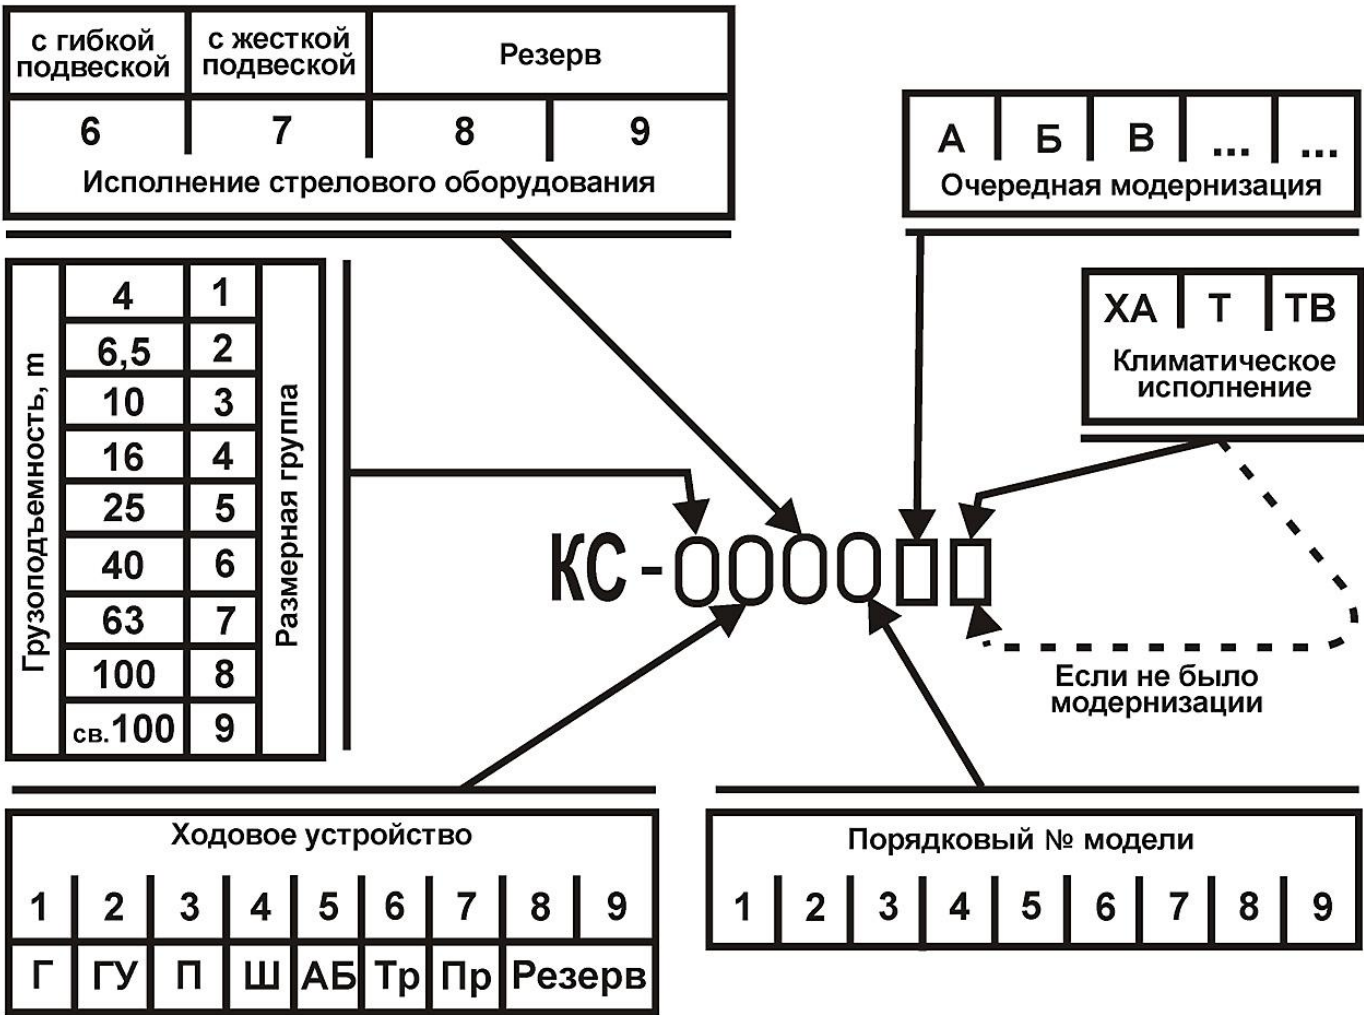 с гибкой подвеской
с жесткой подвеской
Резерв
6 7 8 9
Исполнение стрелового оборудования
А Б В ... ...
Очередная модернизация
ХА Т ТВ
Климатическое
исполнение
Грузоподъемность, m
4 1
6,5 2
10 3
16 4
25 5
40 6
63 7
100 8
св.100 9
Размерная группа
КС-
Если не было
модернизации
Ходовое устройство
1 2 3 4 5 6 7 8 9
Г ГУ П Ш АБ Тр Пр Резерв
Порядковый № модели
1 2 3 4 5 6 7 8 9